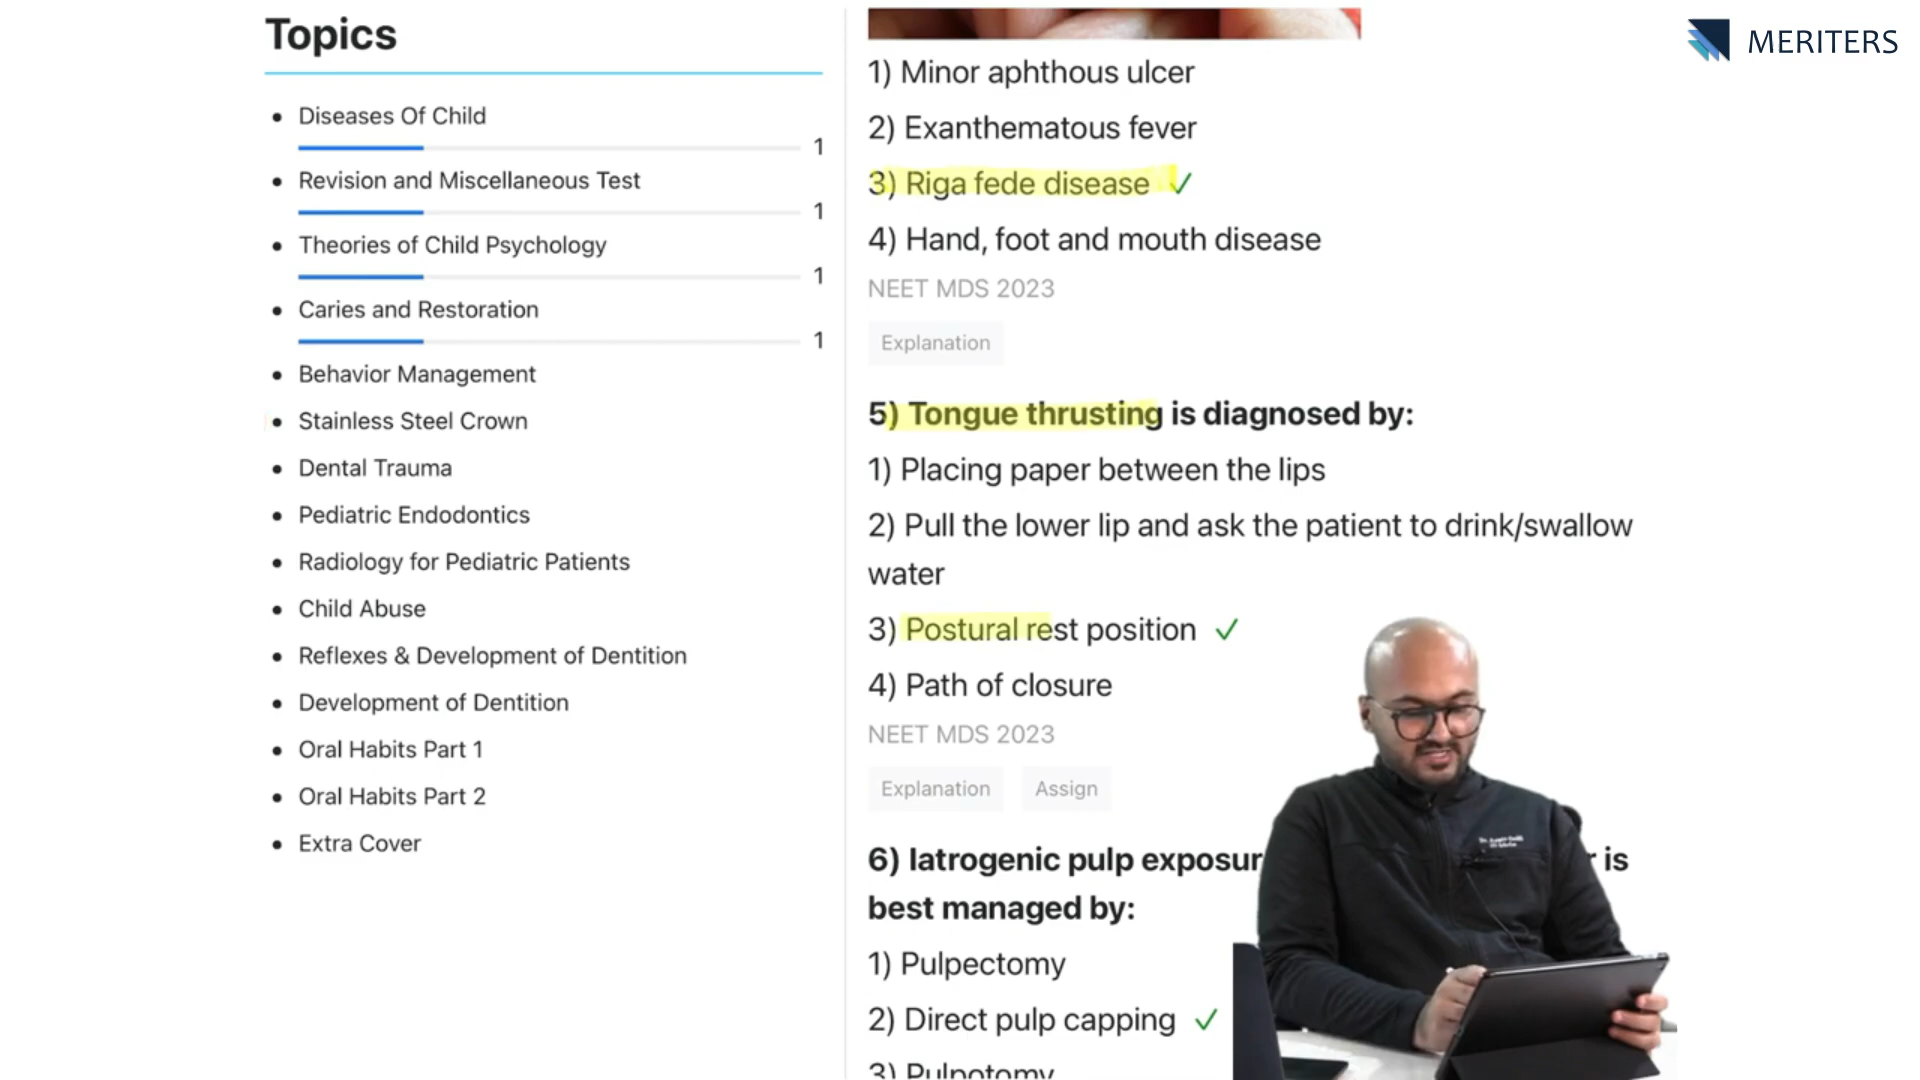 Topics
Diseases Of Child
1
Revision and Miscellaneous Test
1
Theories of Child Psychology
1
Caries and Restoration
1
Behavior Management
Stainless Steel Crown
Dental Trauma
Pediatric Endodontics
Radiology for Pediatric Patients
Child Abuse
Reflexes & Development of Dentition
Development of Dentition
Oral Habits Part 1
Oral Habits Part 2
Extra Cover
1) Minor aphthous ulcer
2) Exanthematous fever
3) Riga fede disease ✓
4) Hand, foot and mouth disease
NEET MDS 2023
Explanation
5) Tongue thrusting is diagnosed by:
1) Placing paper between the lips
2) Pull the lower lip and ask the patient to drink/swallow
water
3) Postural rest position ✓
4) Path of closure
NEET MDS 2023
Explanation Assign
6) Iatrogenic pulp is
best managed by:
1) Pulpectomy
2) Direct pulp capping ✓
3) Pulpotomy
MERITERS